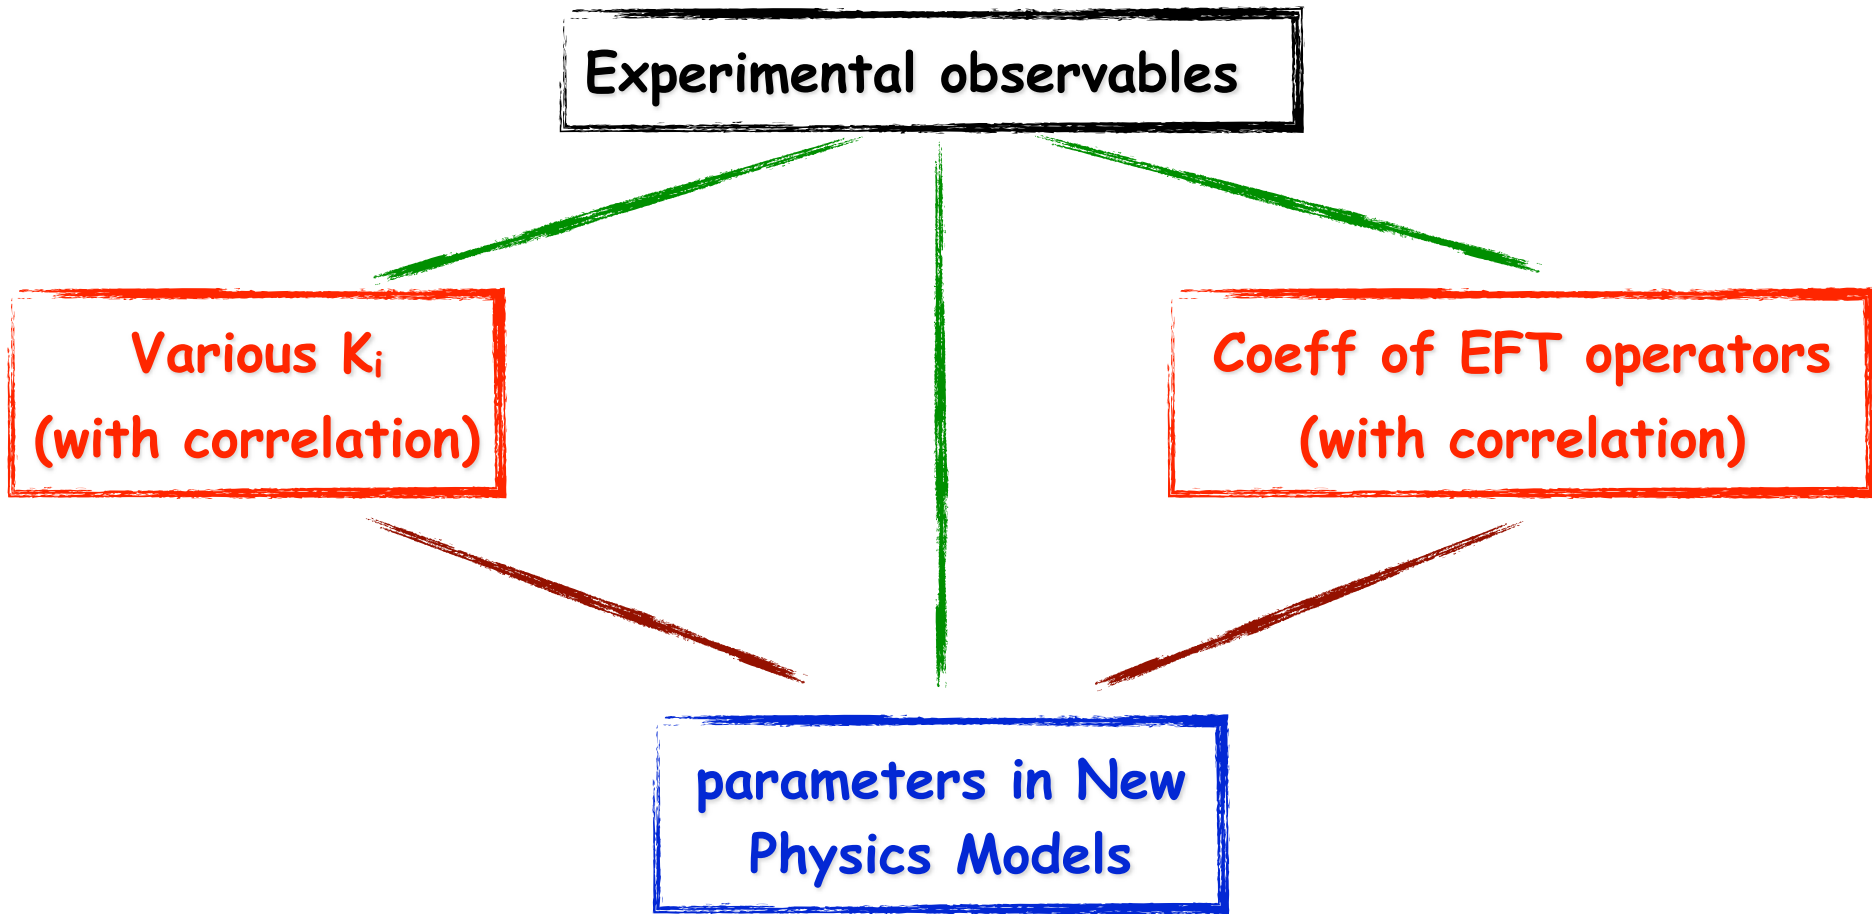 Experimental observables
Various Kᵢ
(with correlation)
Coeff of EFT operators
(with correlation)
parameters in New
Physics Models